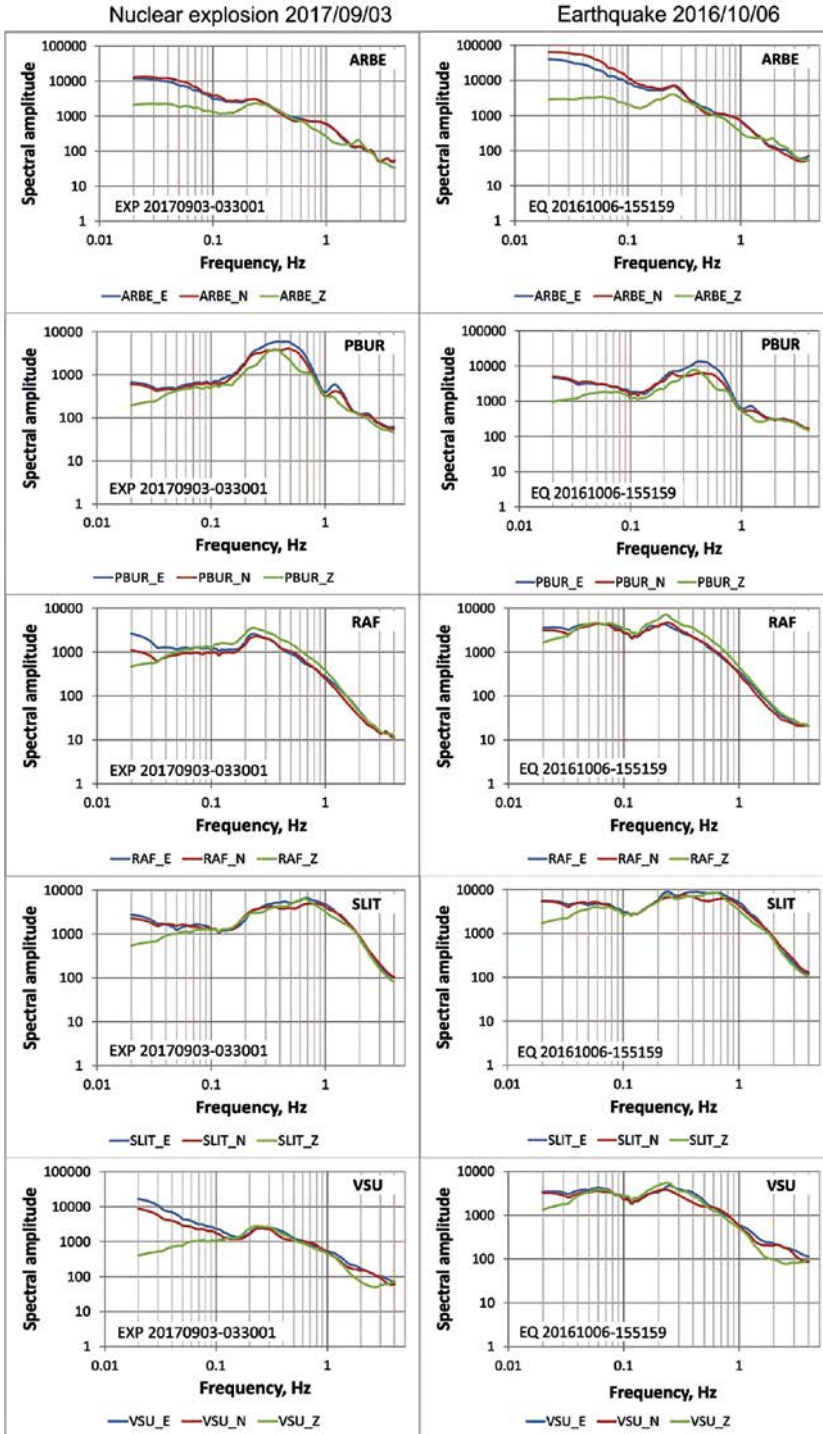 Nuclear explosion 2017/09/03
Earthquake 2016/10/06
Spectral amplitude
100000
10000
1000
100
10
1
ARBE
EXP 20170903-033001
0.01 0.1 1
Frequency, Hz
ARBE_E ARBE_N ARBE_Z
Spectral amplitude
100000
10000
1000
100
10
1
ARBE
EQ 20161006-155159
0.01 0.1 1
Frequency, Hz
ARBE_E ARBE_N ARBE_Z
Spectral amplitude
10000
1000
100
10
1
PBUR
EXP 20170903-033001
0.01 0.1 1
Frequency, Hz
PBUR_E PBUR_N PBUR_Z
Spectral amplitude
100000
10000
1000
100
10
1
PBUR
EQ 20161006-155159
0.01 0.1 1
Frequency, Hz
PBUR_E PBUR_N PBUR_Z
Spectral amplitude
10000
1000
100
10
1
RAF
EXP 20170903-033001
0.01 0.1 1
Frequency, Hz
RAF_E RAF_N RAF_Z
Spectral amplitude
10000
1000
100
10
1
RAF
EQ 20161006-155159
0.01 0.1 1
Frequency, Hz
RAF_E RAF_N RAF_Z
Spectral amplitude
10000
1000
100
10
1
SLIT
EXP 20170903-033001
0.01 0.1 1
Frequency, Hz
SLIT_E SLIT_N SLIT_Z
Spectral amplitude
10000
1000
100
10
1
SLIT
EQ 20161006-155159
0.01 0.1 1
Frequency, Hz
SLIT_E SLIT_N SLIT_Z
Spectral amplitude
100000
10000
1000
100
10
1
VSU
EXP 20170903-033001
0.01 0.1 1
Frequency, Hz
VSU_E VSU_N VSU_Z
Spectral amplitude
10000
1000
100
10
1
VSU
EQ 20161006-155159
0.01 0.1 1
Frequency, Hz
VSU_E VSU_N VSU_Z